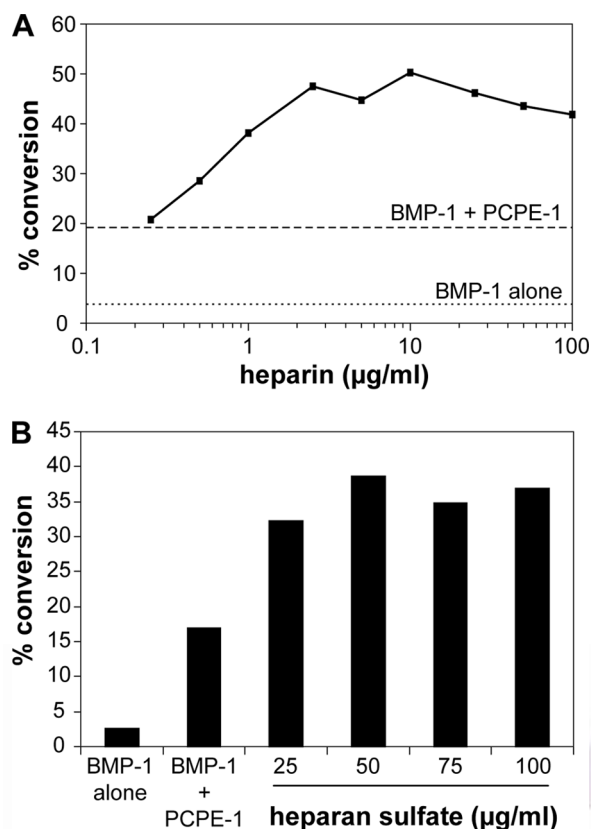 A
60
50
40
30
20
10
0
% conversion
BMP-1 + PCPE-1
BMP-1 alone
0.1 1 10 100
heparin (µg/ml)
B
45
40
35
30
25
20
15
10
5
0
% conversion
BMP-1 alone
BMP-1 + PCPE-1
25 50 75 100
heparan sulfate (µg/ml)